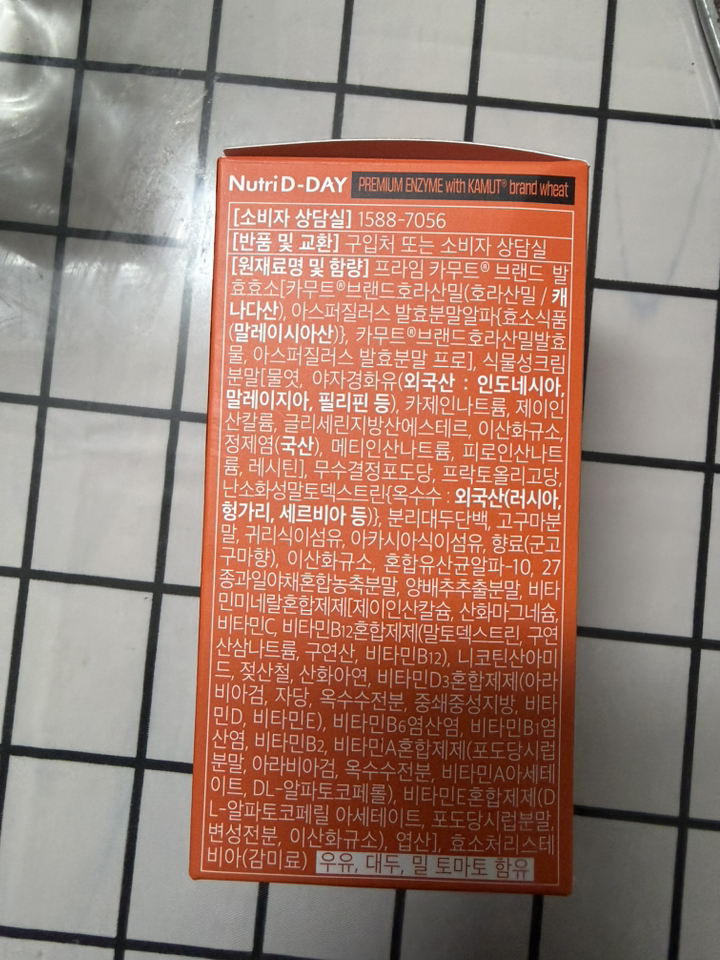 Nutri D-DAY PREMIUM ENZYME with KAMUT® brand wheat
[소비자 상담실] 1588-7056
[반품 및 교환] 구입처 또는 소비자 상담실
[원재료명 및 함량] 프라임 카무트® 브랜드 발
효효소[카무트®브랜드호라산밀(호라산밀 / 캐
나다산), 아스퍼질러스 발효분말알파{효소식품
(말레이시아산)}, 카무트®브랜드호라산밀발효
물, 아스퍼질러스 발효분말 프로], 식물성크림
분말[물엿, 야자경화유(외국산 : 인도네시아,
말레이지아, 필리핀 등), 카제인나트륨, 제이인
산칼륨, 글리세린지방산에스테르, 이산화규소,
정제염(국산), 메타인산나트륨, 피로인산나트
륨, 레시틴], 무수결정포도당, 프락토올리고당,
난소화성말토덱스트린{옥수수 : 외국산(러시아,
헝가리, 세르비아 등)}, 분리대두단백, 고구마분
말, 귀리식이섬유, 아카시아식이섬유, 향료(군고
구마향), 이산화규소, 혼합유산균알파-10, 27
종과일야채혼합농축분말, 양배추추출분말, 비타
민미네랄혼합제제[제이인산칼슘, 산화마그네슘,
비타민C, 비타민B12혼합제제(말토덱스트린, 구연
산삼나트륨, 구연산, 비타민B12), 니코틴산아미
드, 젖산철, 산화아연, 비타민D3혼합제제(아라
비아검, 자당, 옥수수전분, 중쇄중성지방, 비타
민D, 비타민E), 비타민B6염산염, 비타민B1염
산염, 비타민B2, 비타민A혼합제제(포도당시럽
분말, 아라비아검, 옥수수전분, 비타민A아세테
이트, DL-알파토코페롤), 비타민E혼합제제(D
L-알파토코페릴 아세테이트, 포도당시럽분말,
변성전분, 이산화규소), 엽산], 효소처리스테
비아(감미료) 우유, 대두, 밀 토마토 함유